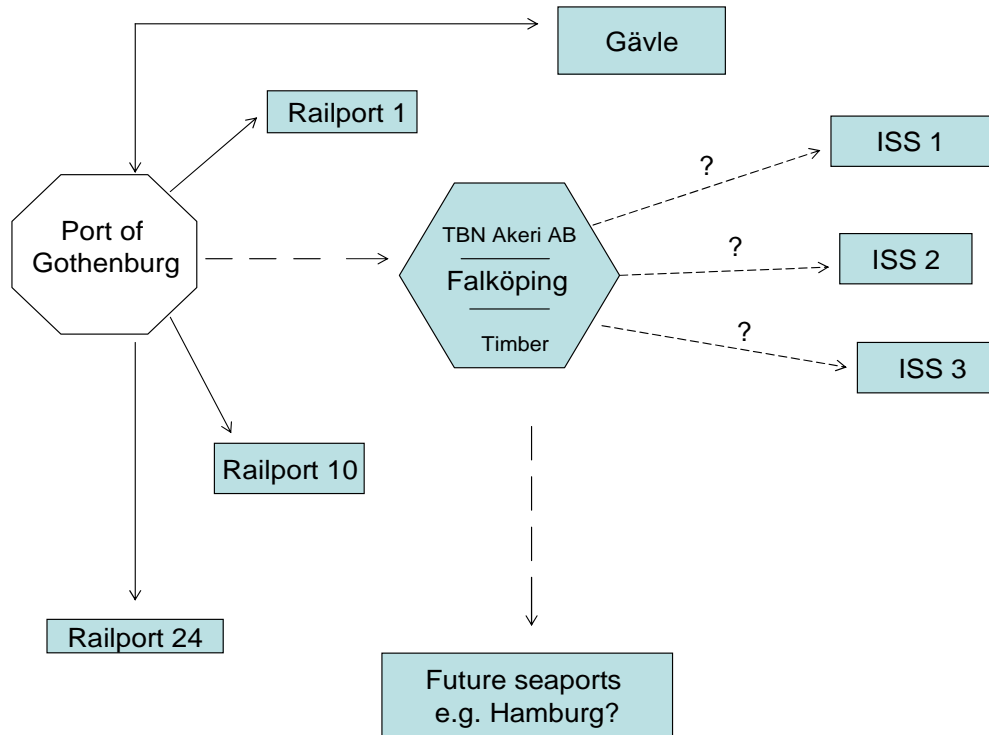 Gävle
Railport 1
ISS 1
?
Port of
Gothenburg
TBN Akeri AB
Falköping
Timber
?
ISS 2
?
ISS 3
Railport 10
Railport 24
Future seaports
e.g. Hamburg?